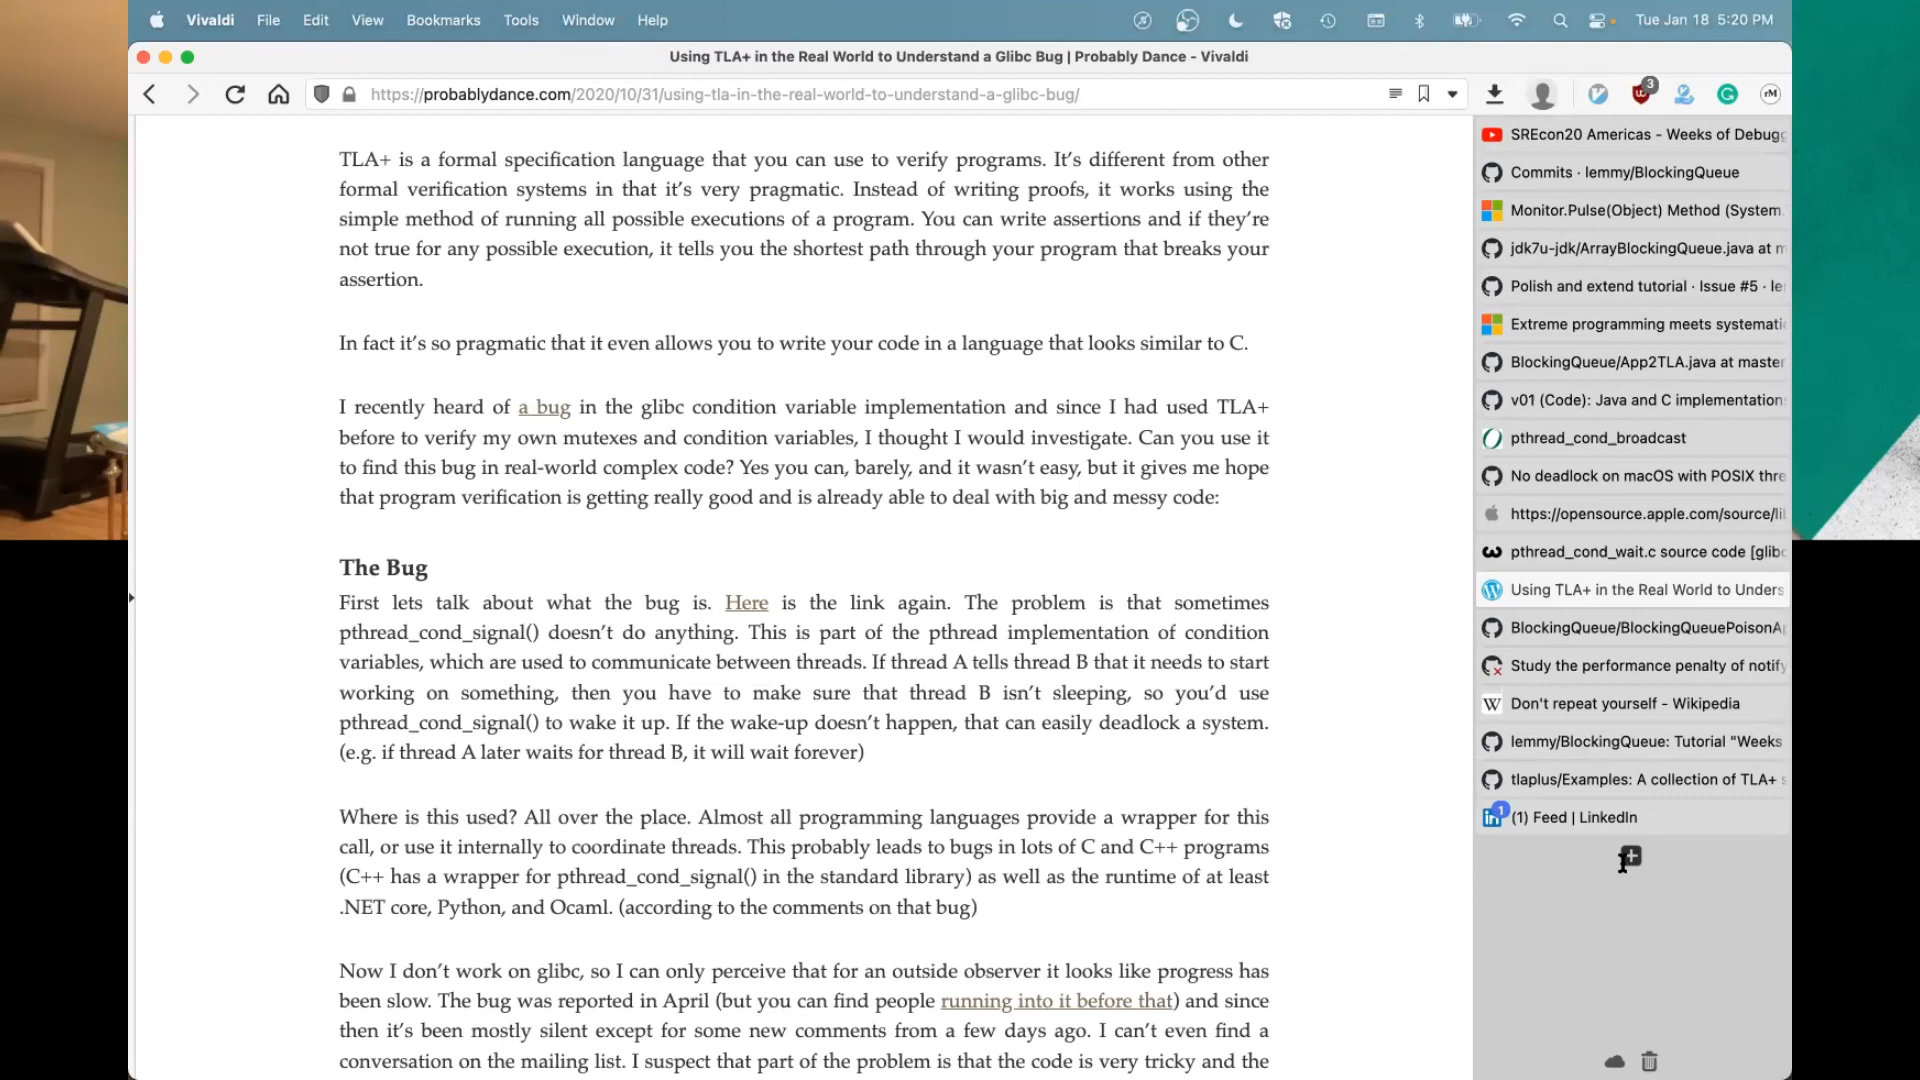 Vivaldi File Edit View Bookmarks Tools Window Help Tue Jan 18 5:20 PM
Using TLA+ in the Real World to Understand a Glibc Bug | Probably Dance - Vivaldi
https://probablydance.com/2020/10/31/using-tla-in-the-real-world-to-understand-a-glibc-bug/
3
rM
TLA+ is a formal specification language that you can use to verify programs. It’s different from other
formal verification systems in that it’s very pragmatic. Instead of writing proofs, it works using the
simple method of running all possible executions of a program. You can write assertions and if they’re
not true for any possible execution, it tells you the shortest path through your program that breaks your
assertion.
In fact it’s so pragmatic that it even allows you to write your code in a language that looks similar to C.
I recently heard of a bug in the glibc condition variable implementation and since I had used TLA+
before to verify my own mutexes and condition variables, I thought I would investigate. Can you use it
to find this bug in real-world complex code? Yes you can, barely, and it wasn’t easy, but it gives me hope
that program verification is getting really good and is already able to deal with big and messy code:
The Bug
First lets talk about what the bug is. Here is the link again. The problem is that sometimes
pthread_cond_signal() doesn’t do anything. This is part of the pthread implementation of condition
variables, which are used to communicate between threads. If thread A tells thread B that it needs to start
working on something, then you have to make sure that thread B isn’t sleeping, so you’d use
pthread_cond_signal() to wake it up. If the wake-up doesn’t happen, that can easily deadlock a system.
(e.g. if thread A later waits for thread B, it will wait forever)
Where is this used? All over the place. Almost all programming languages provide a wrapper for this
call, or use it internally to coordinate threads. This probably leads to bugs in lots of C and C++ programs
(C++ has a wrapper for pthread_cond_signal() in the standard library) as well as the runtime of at least
.NET core, Python, and Ocaml. (according to the comments on that bug)
Now I don’t work on glibc, so I can only perceive that for an outside observer it looks like progress has
been slow. The bug was reported in April (but you can find people running into it before that) and since
then it’s been mostly silent except for some new comments from a few days ago. I can’t even find a
conversation on the mailing list. I suspect that part of the problem is that the code is very tricky and the
SREcon20 Americas - Weeks of Debugg
Commits · lemmy/BlockingQueue
Monitor.Pulse(Object) Method (System.
jdk7u-jdk/ArrayBlockingQueue.java at m
Polish and extend tutorial · Issue #5 · le
Extreme programming meets systemati
BlockingQueue/App2TLA.java at master
v01 (Code): Java and C implementation
pthread_cond_broadcast
No deadlock on macOS with POSIX thre
https://opensource.apple.com/source/li
pthread_cond_wait.c source code [glibc
Using TLA+ in the Real World to Unders
BlockingQueue/BlockingQueuePoisonA
Study the performance penalty of notify
Don't repeat yourself - Wikipedia
lemmy/BlockingQueue: Tutorial "Weeks
tlaplus/Examples: A collection of TLA+ s
1
(1) Feed | LinkedIn